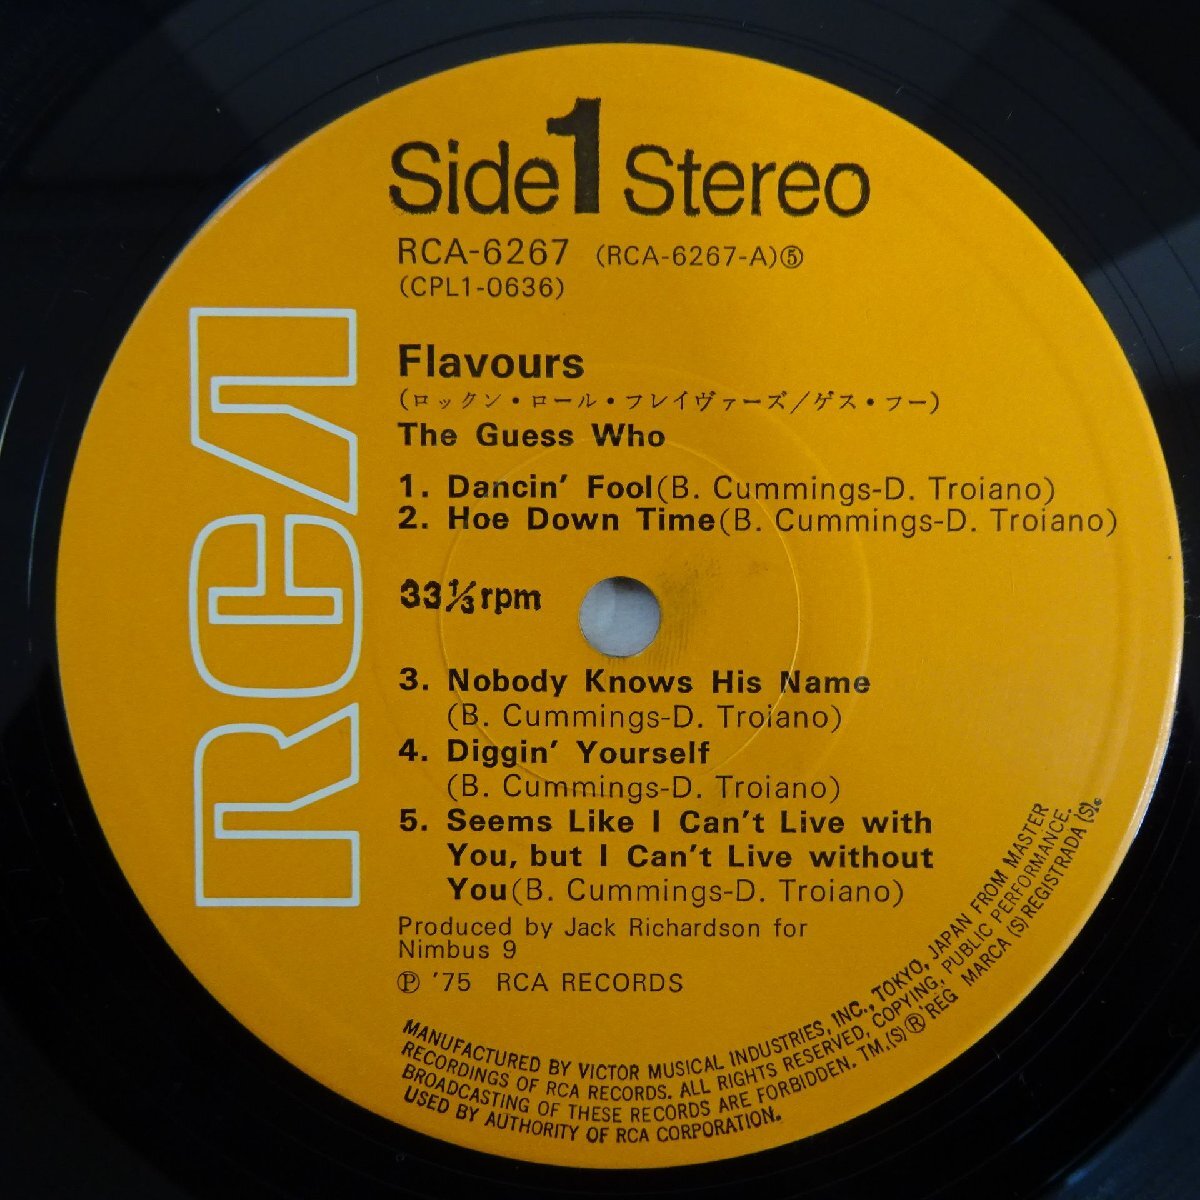 Side 1 Stereo
RCA-6267 (RCA-6267-A)⑤
(CPL1-0636)
Flavours
(ロックン・ロール・フレイヴァーズ/ゲス・フー)
The Guess Who
1. Dancin' Fool(B. Cummings-D. Troiano)
2. Hoe Down Time(B. Cummings-D. Troiano)
33⅓rpm
3. Nobody Knows His Name
(B. Cummings-D. Troiano)
4. Diggin' Yourself
(B. Cummings-D. Troiano)
5. Seems Like I Can't Live with
You, but I Can't Live without
You(B. Cummings-D. Troiano)
Produced by Jack Richardson for
Nimbus 9
℗ '75 RCA RECORDS
MANUFACTURED BY VICTOR MUSICAL INDUSTRIES, INC., TOKYO, JAPAN FROM MASTER
RECORDINGS OF RCA RECORDS. ALL RIGHTS RESERVED, COPYING, PUBLIC PERFORMANCE.
BROADCASTING OF THESE RECORDS ARE FORBIDDEN. TM.(S)® REG MARCA (S) REGISTRADA (S).
USED BY AUTHORITY OF RCA CORPORATION.
RCA